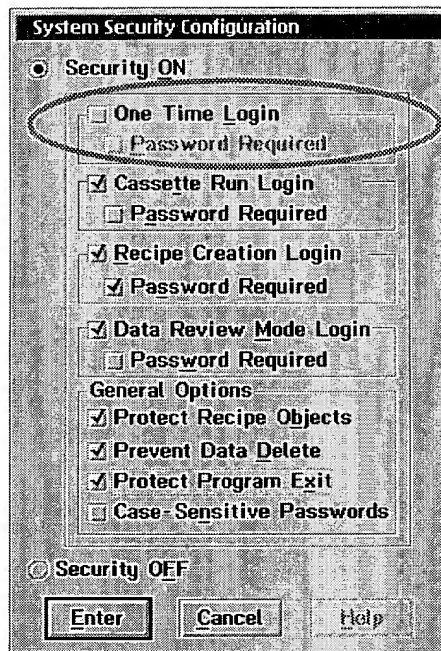 System Security Configuration
Security ON
One Time Login
Password Required
Cassette Run Login
Password Required
Recipe Creation Login
Password Required
Data Review Mode Login
Password Required
General Options
Protect Recipe Objects
Prevent Data Delete
Protect Program Exit
Case-Sensitive Passwords
Security OFF
Enter Cancel Help